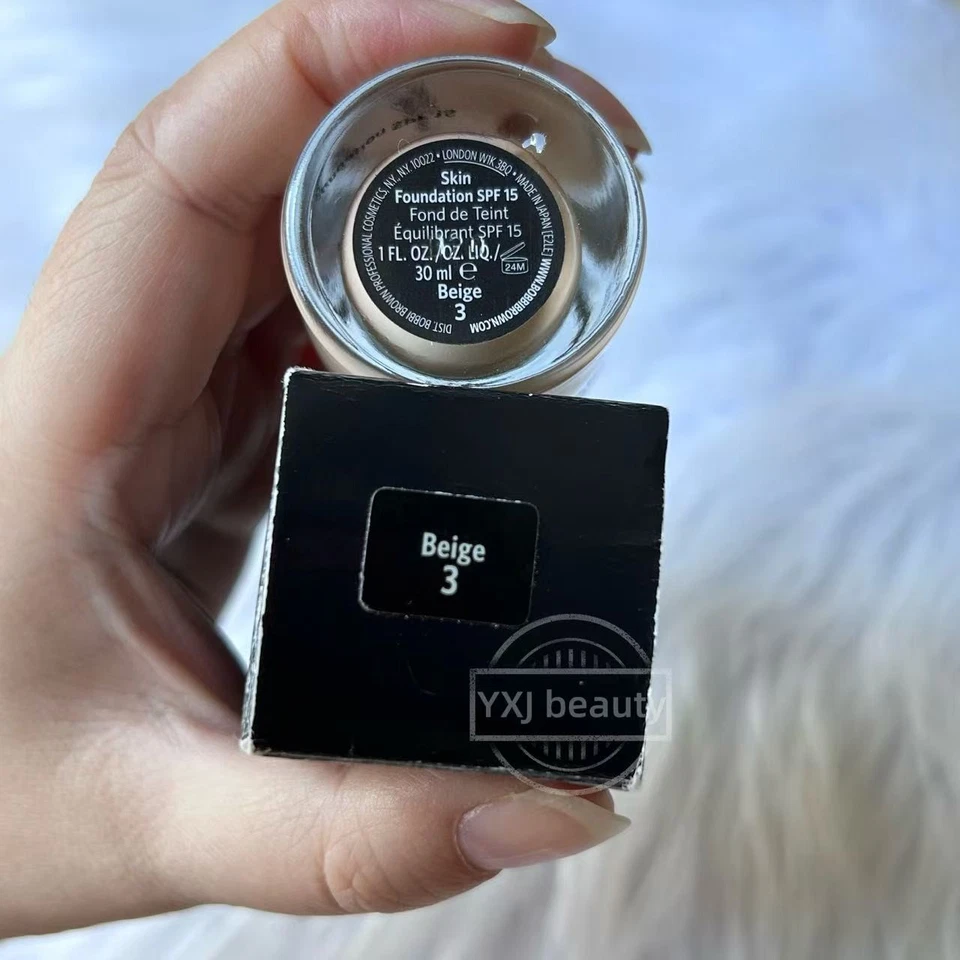 DIST. BOBBI BROWN PROFESSIONAL COSMETICS, N.Y., N.Y. 10022 • LONDON W1K 3BQ • MADE IN JAPAN [E2LE] WWW.BOBBIBROWN.COM
Skin
Foundation SPF 15
Fond de Teint
Équilibrant SPF 15
1 FL. OZ./OZ. LIQ./
30 ml e
24M
Beige
3
Beige
3
YXJ beauty